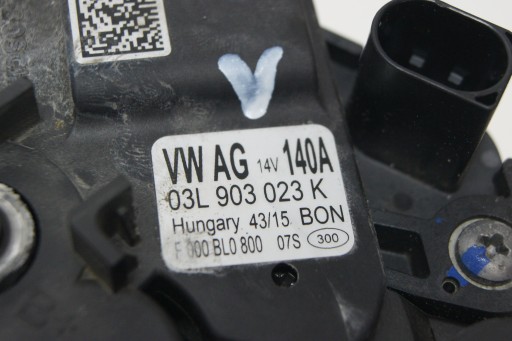 V
VW AG 14V 140A
03L 903 023 K
Hungary 43/15 BON
F 000 BL0 800 07S 300